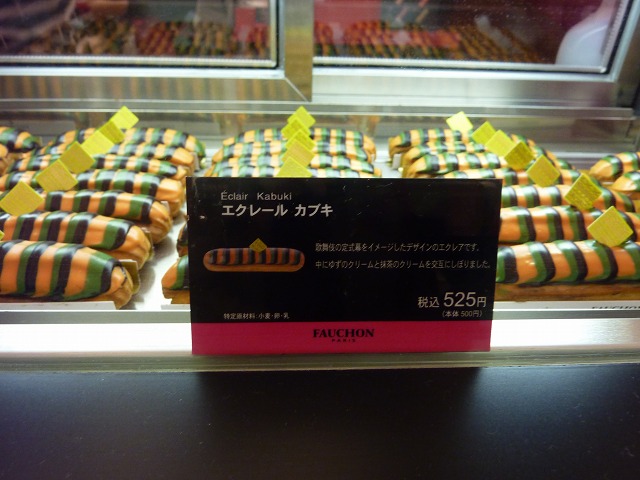 Éclair Kabuki
エクレール カブキ
歌舞伎の定式幕をイメージしたデザインのエクレアです。
中にゆずのクリームと抹茶のクリームを交互にしぼりました。
税込 525円
(本体 500円)
特定原材料:小麦・卵・乳
FAUCHON
PARIS